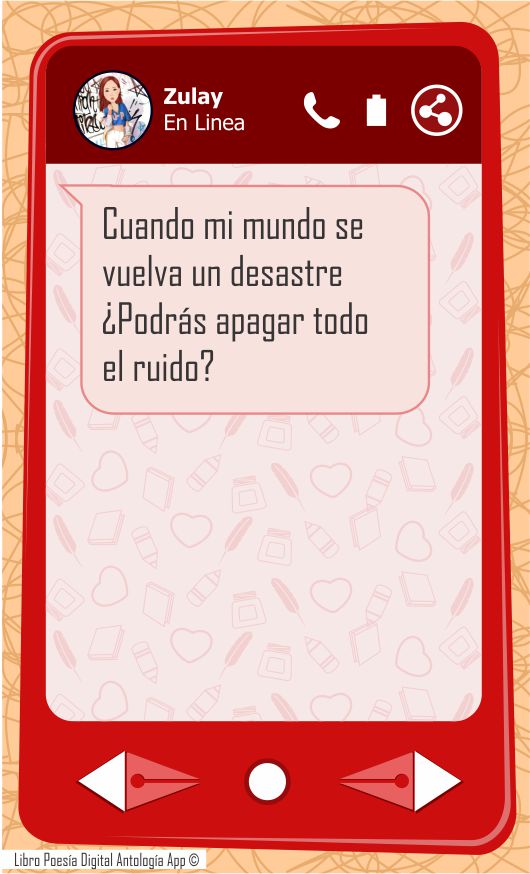 Zulay
En Linea
Cuando mi mundo se
vuelva un desastre
¿Podrás apagar todo
el ruido?
Libro Poesía Digital Antología App ©